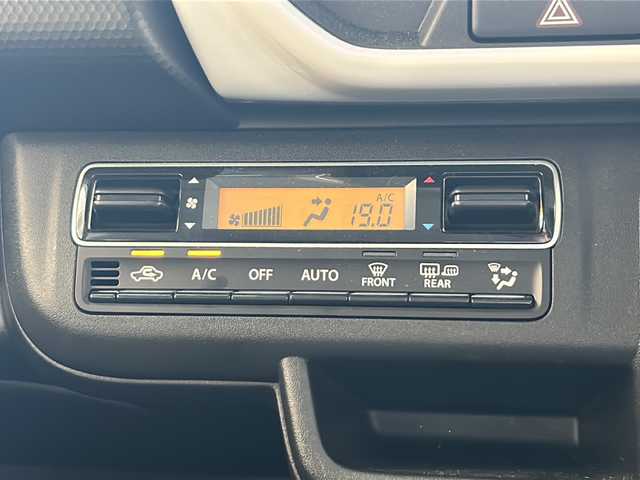 A/C
19.0
A/C OFF AUTO FRONT REAR